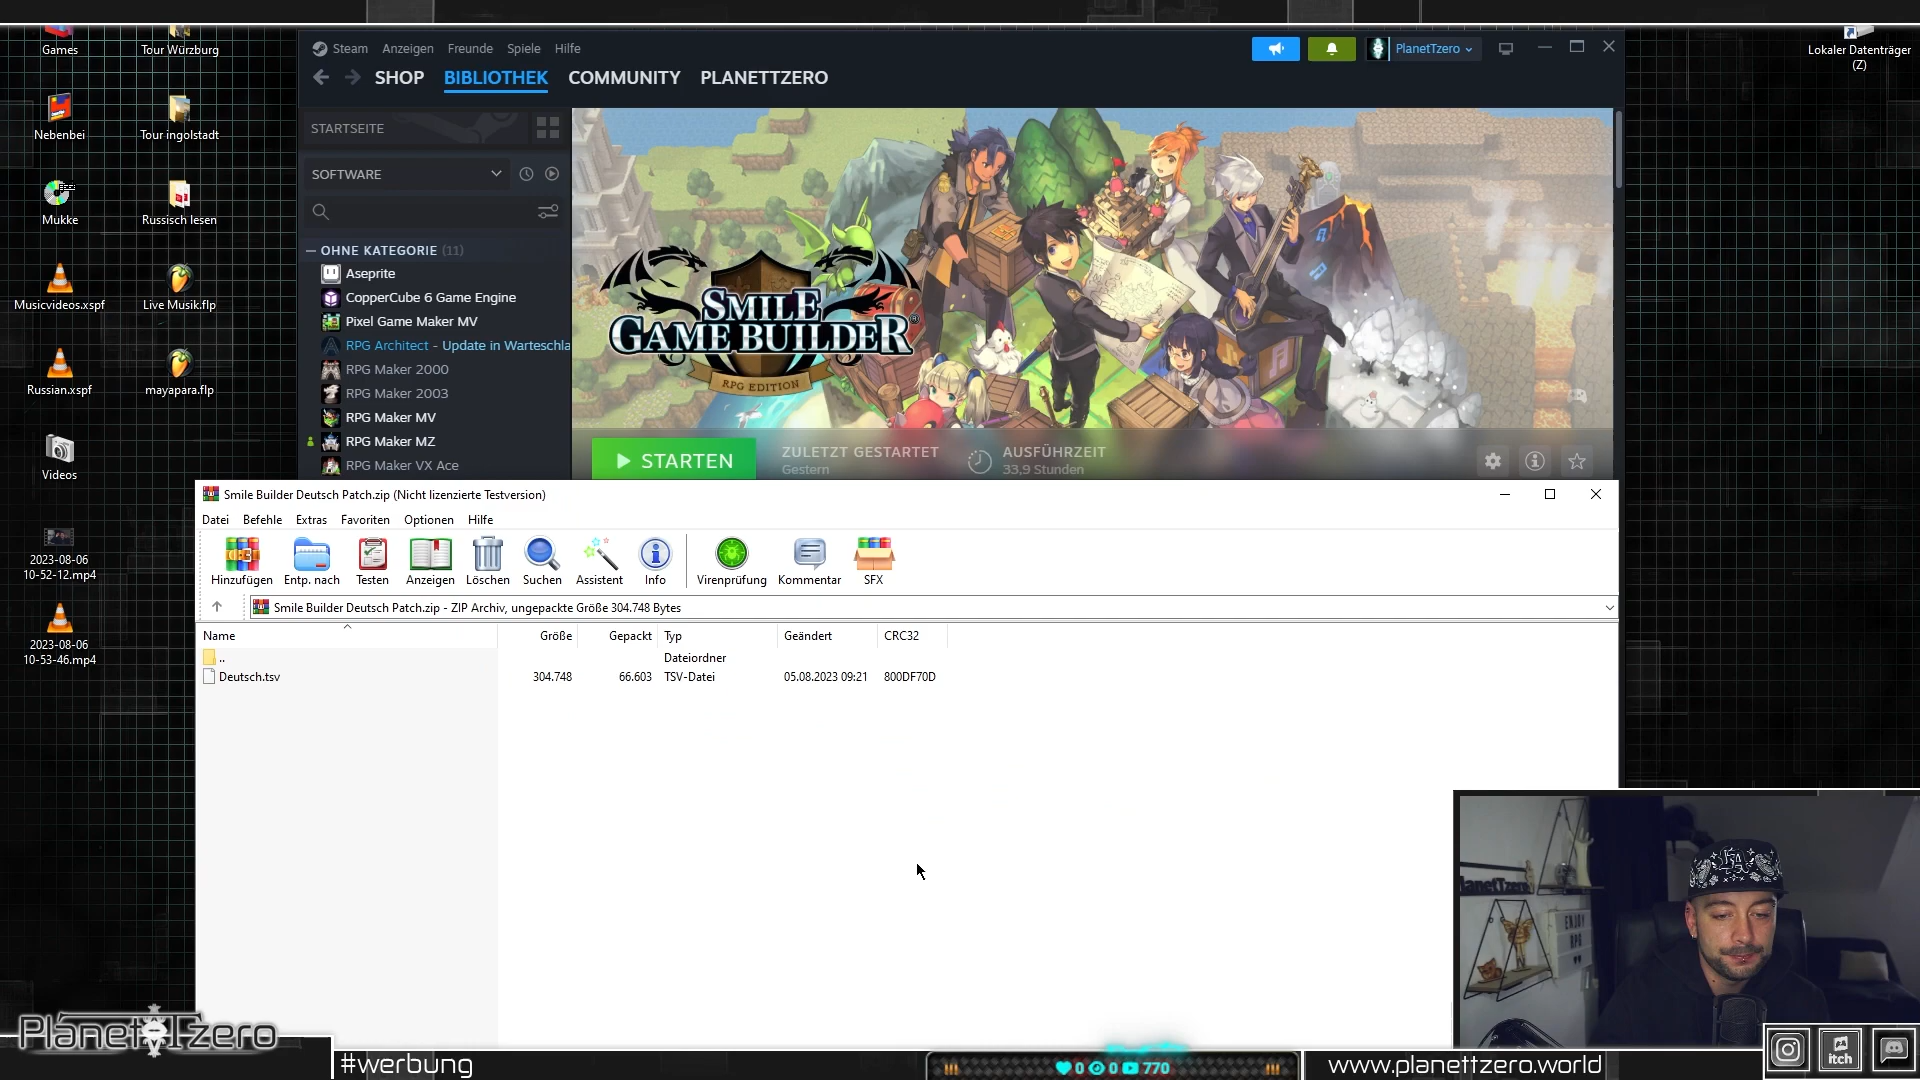 Games
Tour Würzburg
Nebenbei
Tour ingolstadt
Mukke
Russisch lesen
Musicvideos.xspf
Live Musik.flp
Russian.xspf
mayapara.flp
Videos
2023-08-06
10-52-12.mp4
2023-08-06
10-53-46.mp4
Lokaler Datenträger
(Z)
Steam Anzeigen Freunde Spiele Hilfe
PlanetTzero
SHOP BIBLIOTHEK COMMUNITY PLANETTZERO
STARTSEITE
SOFTWARE
OHNE KATEGORIE (11)
Aseprite
CopperCube 6 Game Engine
Pixel Game Maker MV
RPG Architect - Update in Warteschla
RPG Maker 2000
RPG Maker 2003
RPG Maker MV
RPG Maker MZ
RPG Maker VX Ace
SMILE
GAME BUILDER®
RPG EDITION
STARTEN
ZULETZT GESTARTET
Gestern
AUSFÜHRZEIT
33,9 Stunden
Smile Builder Deutsch Patch.zip (Nicht lizenzierte Testversion)
Datei Befehle Extras Favoriten Optionen Hilfe
Hinzufügen Entp. nach Testen Anzeigen Löschen Suchen Assistent Info Virenprüfung Kommentar SFX
Smile Builder Deutsch Patch.zip - ZIP Archiv, ungepackte Größe 304.748 Bytes
Name Größe Gepackt Typ Geändert CRC32
.. Dateiordner
Deutsch.tsv 304.748 66.603 TSV-Datei 05.08.2023 09:21 800DF70D
ENJOY
RPG
PlanetTzero
#werbung
0 0 770
www.planettzero.world
itch